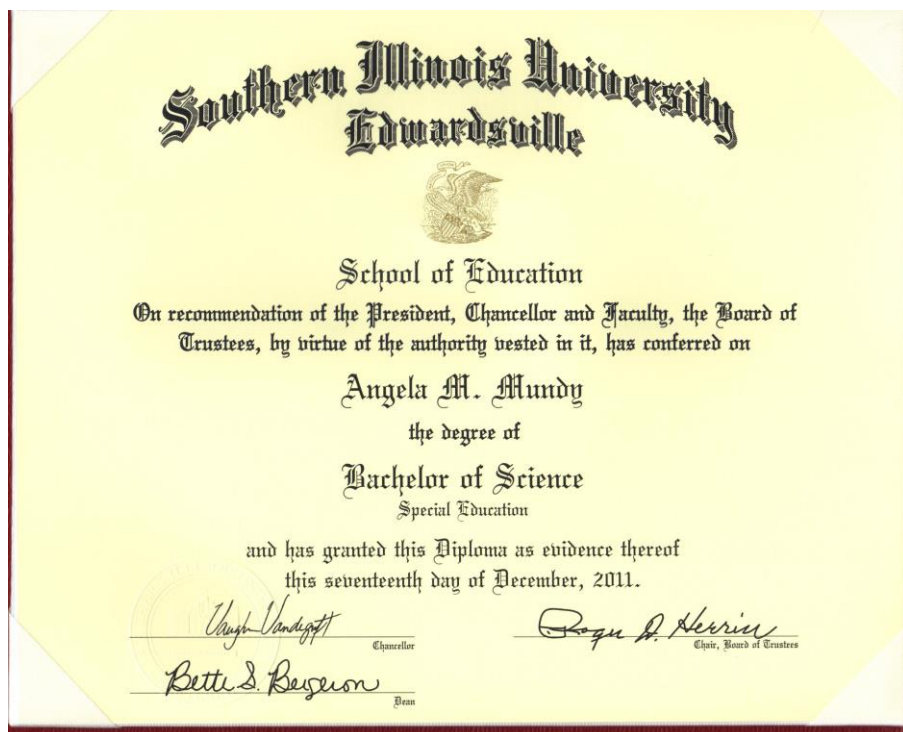 Southern Illinois University
Edwardsville
School of Education
On recommendation of the President, Chancellor and Faculty, the Board of
Trustees, by virtue of the authority vested in it, has conferred on
Angela M. Mundy
the degree of
Bachelor of Science
Special Education
and has granted this Diploma as evidence thereof
this seventeenth day of December, 2011.
Vaughn Vandegrift
Chancellor
Roger D. Herrin
Chair, Board of Trustees
Bette S. Bergeron
Dean